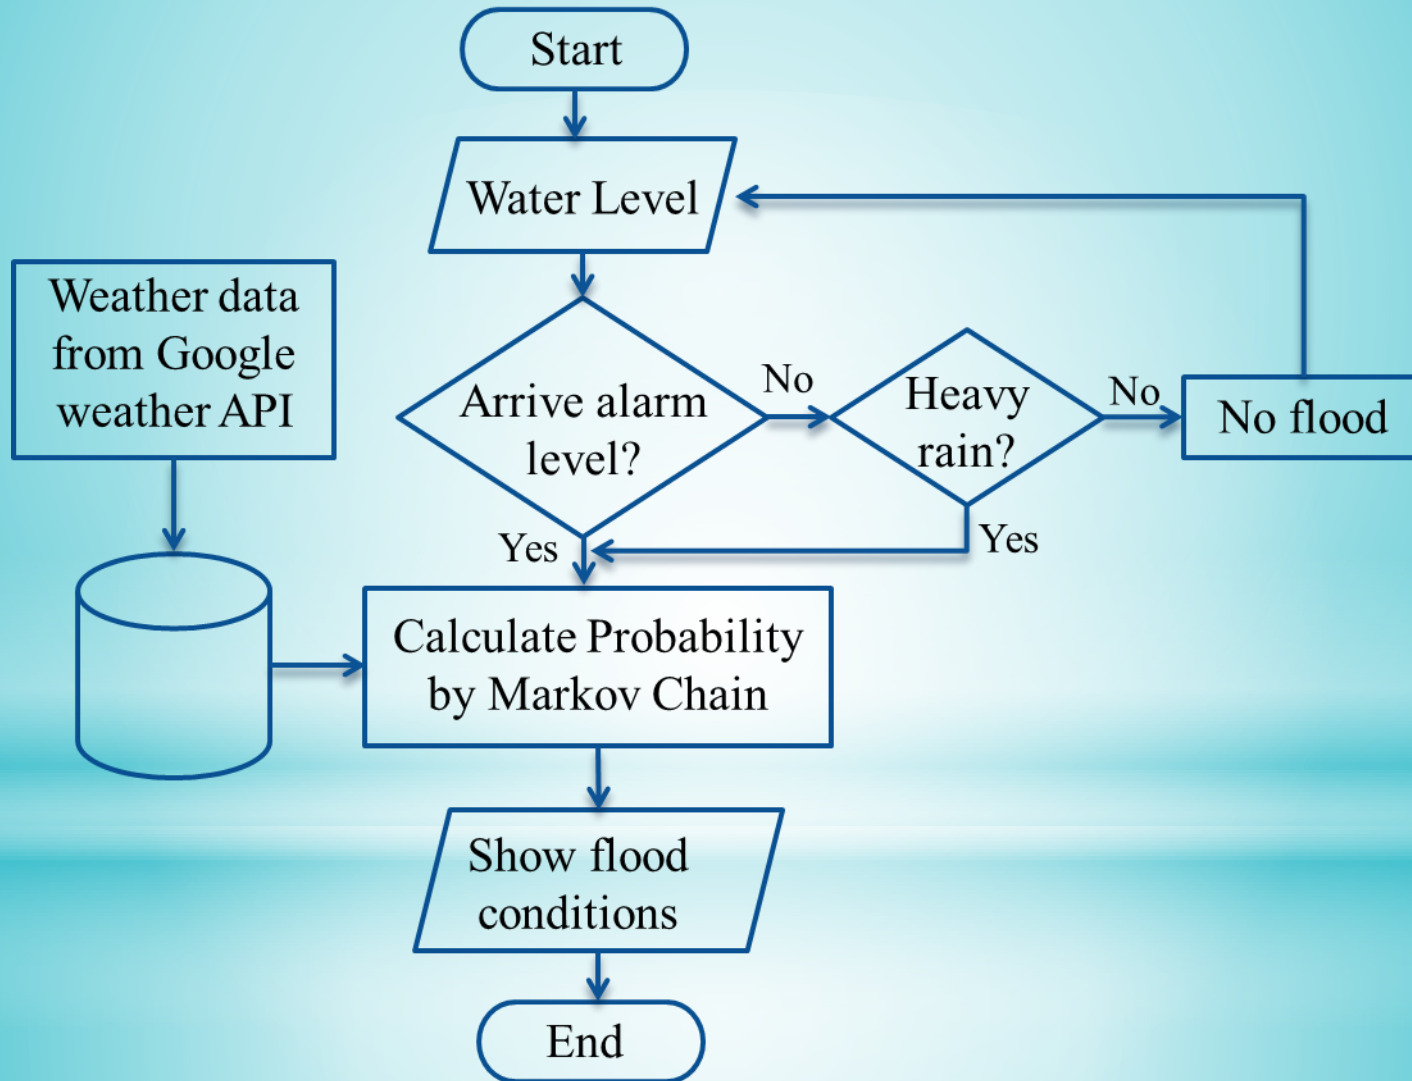 Start
Water Level
Weather data
from Google
weather API
Arrive alarm
level?
No
Heavy
rain?
No
No flood
Yes
Yes
Calculate Probability
by Markov Chain
Show flood
conditions
End